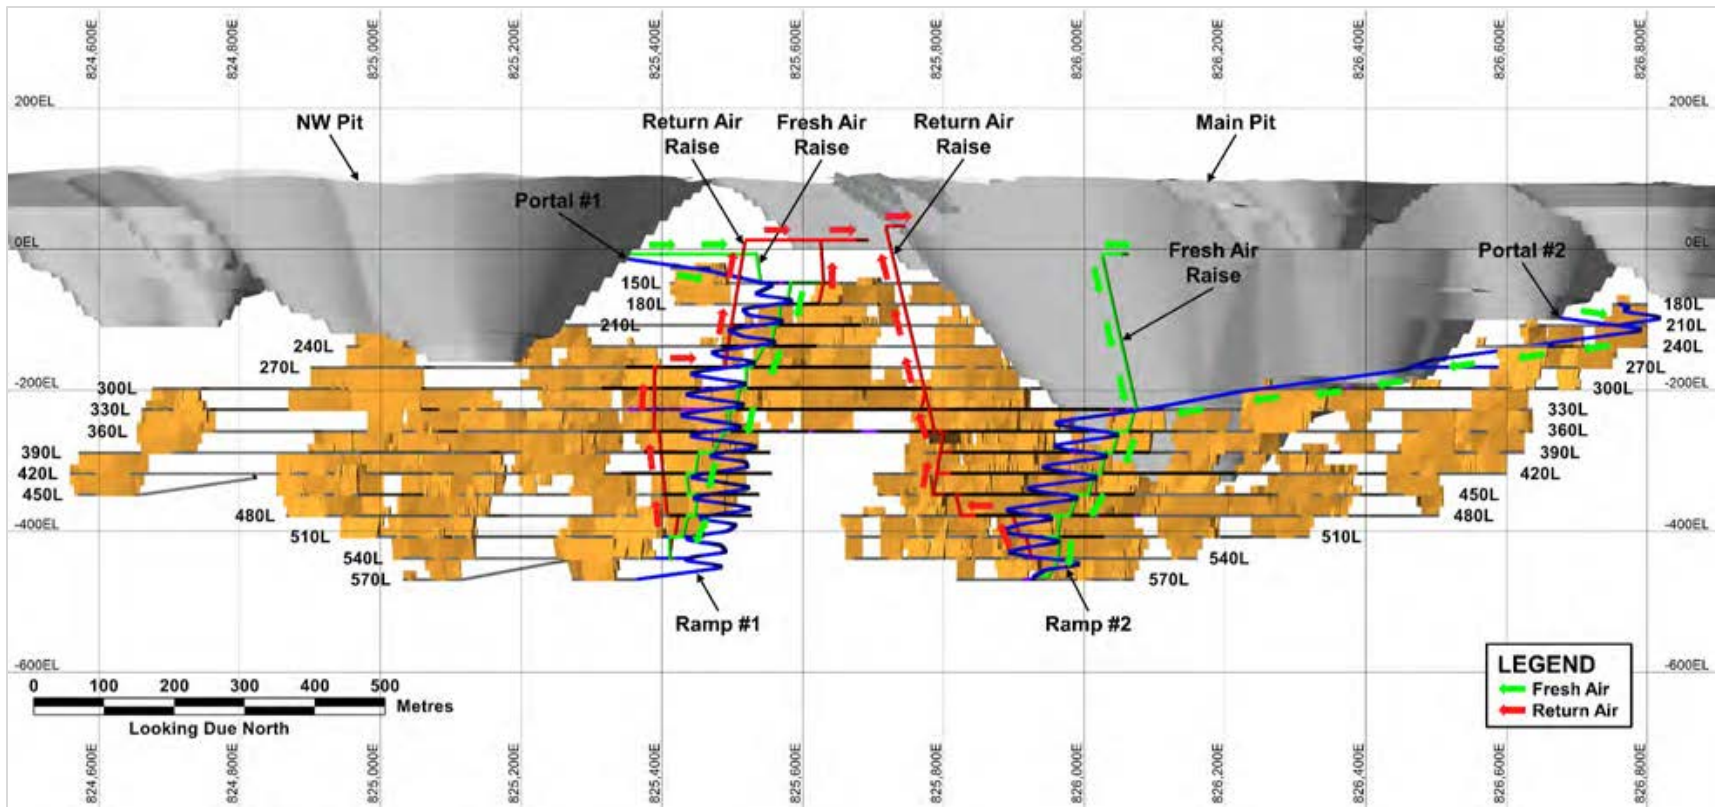 824,600E
824,800E
825,000E
825,200E
825,400E
825,600E
825,800E
826,000E
826,200E
826,400E
826,600E
826,800E
200EL
200EL
NW Pit
Return Air
Raise
Fresh Air
Raise
Return Air
Raise
Main Pit
Portal #1
0EL
0EL
Fresh Air
Raise
Portal #2
150L
180L
210L
240L
270L
300L
330L
360L
390L
420L
450L
480L
510L
540L
570L
180L
210L
240L
270L
300L
330L
360L
390L
420L
450L
480L
510L
540L
570L
-200EL
-200EL
-400EL
-400EL
Ramp #1
Ramp #2
-600EL
-600EL
0 100 200 300 400 500
Metres
Looking Due North
LEGEND
Fresh Air
Return Air
824,600E
824,800E
825,000E
825,200E
825,400E
825,600E
825,800E
826,000E
826,200E
826,400E
826,600E
826,800E